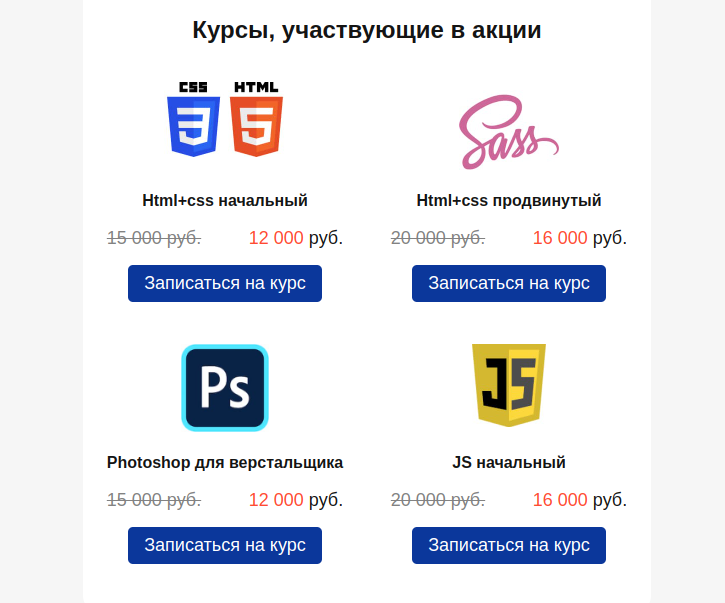 Курсы, участвующие в акции
CSS HTML
Sass
Html+css начальный
Html+css продвинутый
15 000 руб. 12 000 руб.
20 000 руб. 16 000 руб.
Записаться на курс
Записаться на курс
Ps
JS
Photoshop для верстальщика
JS начальный
15 000 руб. 12 000 руб.
20 000 руб. 16 000 руб.
Записаться на курс
Записаться на курс